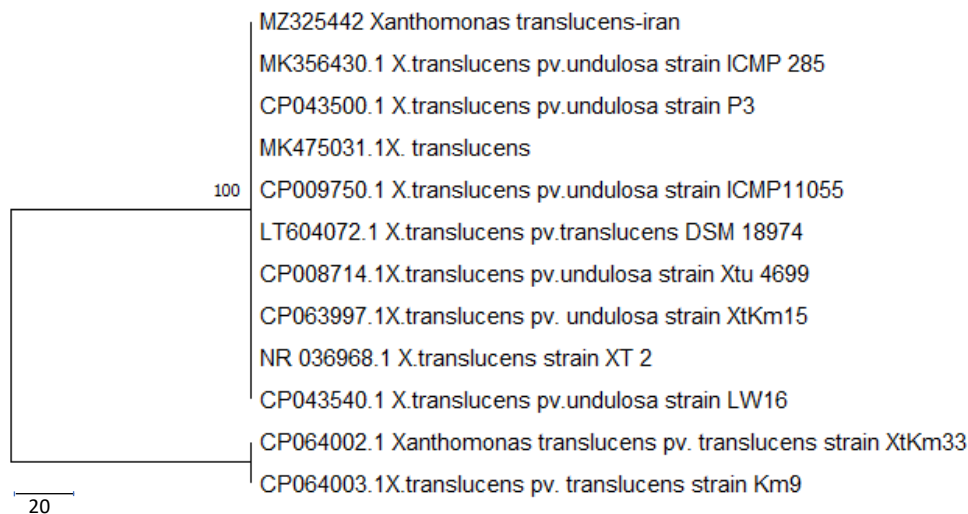 MZ325442 Xanthomonas translucens-iran
MK356430.1 X.translucens pv.undulosa strain ICMP 285
CP043500.1 X.translucens pv.undulosa strain P3
MK475031.1X. translucens
100
CP009750.1 X.translucens pv.undulosa strain ICMP11055
LT604072.1 X.translucens pv.translucens DSM 18974
CP008714.1X.translucens pv.undulosa strain Xtu 4699
CP063997.1X.translucens pv. undulosa strain XtKm15
NR 036968.1 X.translucens strain XT 2
CP043540.1 X.translucens pv.undulosa strain LW16
CP064002.1 Xanthomonas translucens pv. translucens strain XtKm33
CP064003.1X.translucens pv. translucens strain Km9
20